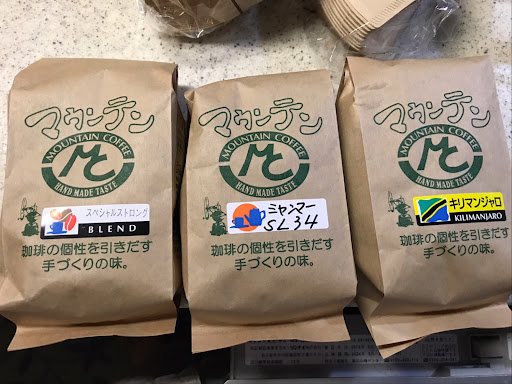 マウンテン
MOUNTAIN COFFEE
MC
HAND MADE TASTE
スペシャルストロング
BLEND
珈琲の個性を引きだす
手づくりの味。
マウンテン
MOUNTAIN COFFEE
MC
HAND MADE TASTE
ミャンマー
SL34
珈琲の個性を引きだす
手づくりの味。
マウンテン
MOUNTAIN COFFEE
MC
HAND MADE TASTE
キリマンジャロ
KILIMANJARO
珈琲の個性を引きだす
手づくりの味。